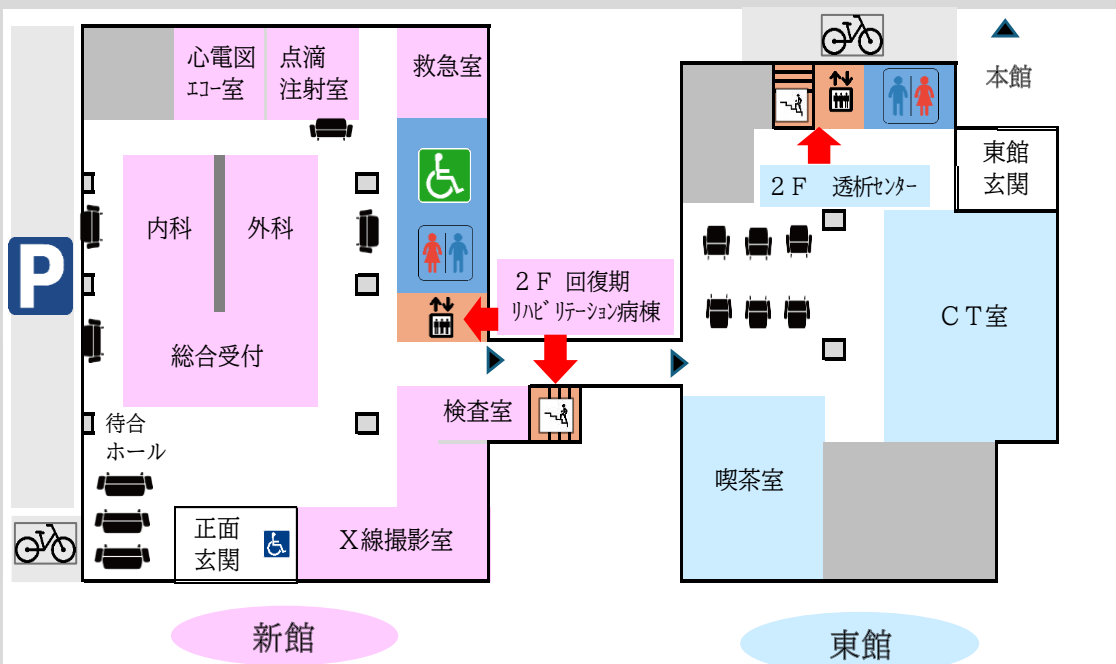 心電図
ｴｺｰ室
点滴
注射室
救急室
内科
外科
総合受付
P
待合
ホール
正面
玄関
X線撮影室
検査室
２Ｆ 回復期
ﾘﾊﾋﾞﾘﾃｰｼｮﾝ病棟
本館
東館
玄関
２Ｆ 透析ｾﾝﾀｰ
ＣＴ室
喫茶室
新館
東館